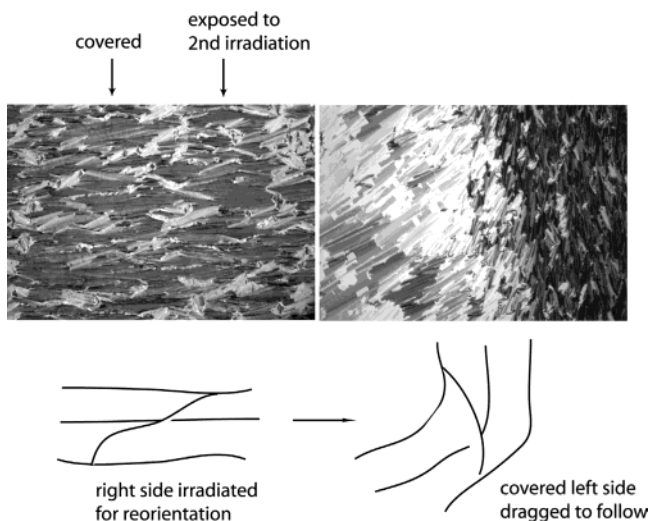 covered
exposed to
2nd irradiation
right side irradiated
for reorientation
covered left side
dragged to follow